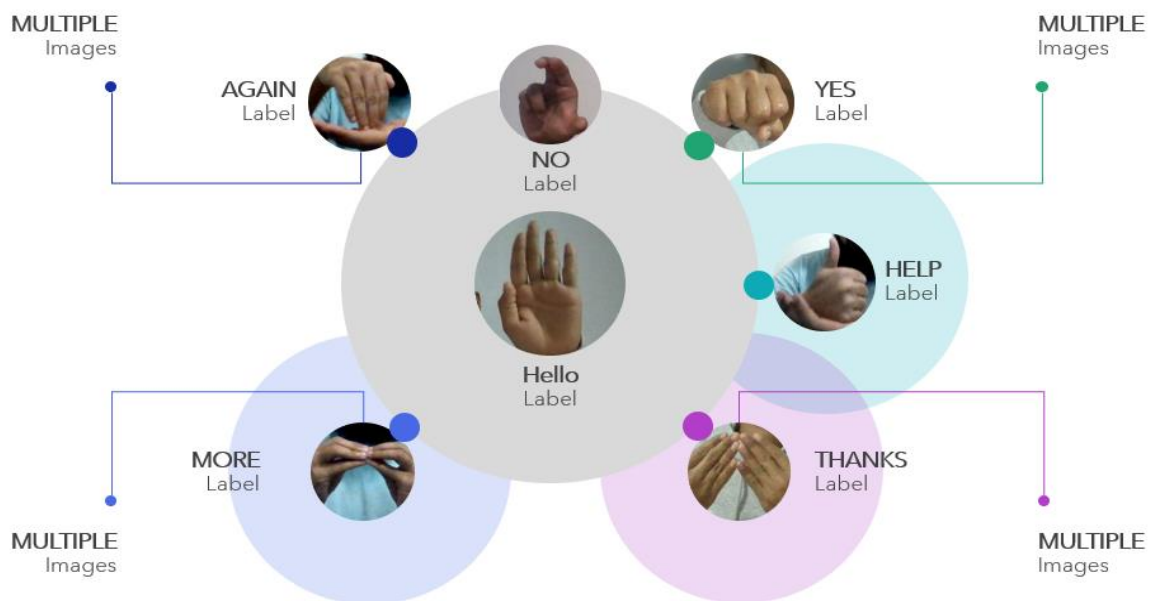 MULTIPLE
Images
MULTIPLE
Images
AGAIN
Label
NO
Label
YES
Label
HELP
Label
Hello
Label
MORE
Label
THANKS
Label
MULTIPLE
Images
MULTIPLE
Images